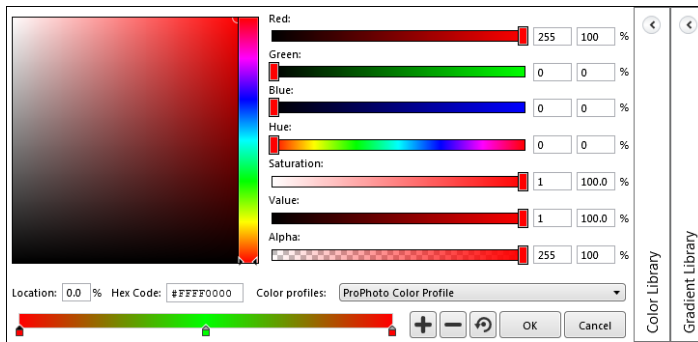 Red:
255 100 %
Green:
0 0 %
Blue:
0 0 %
Hue:
0 0 %
Saturation:
1 100.0 %
Value:
1 100.0 %
Alpha:
255 100 %
Location: 0.0 % Hex Code: #FFFF0000 Color profiles: ProPhoto Color Profile
OK Cancel
Color Library
Gradient Library